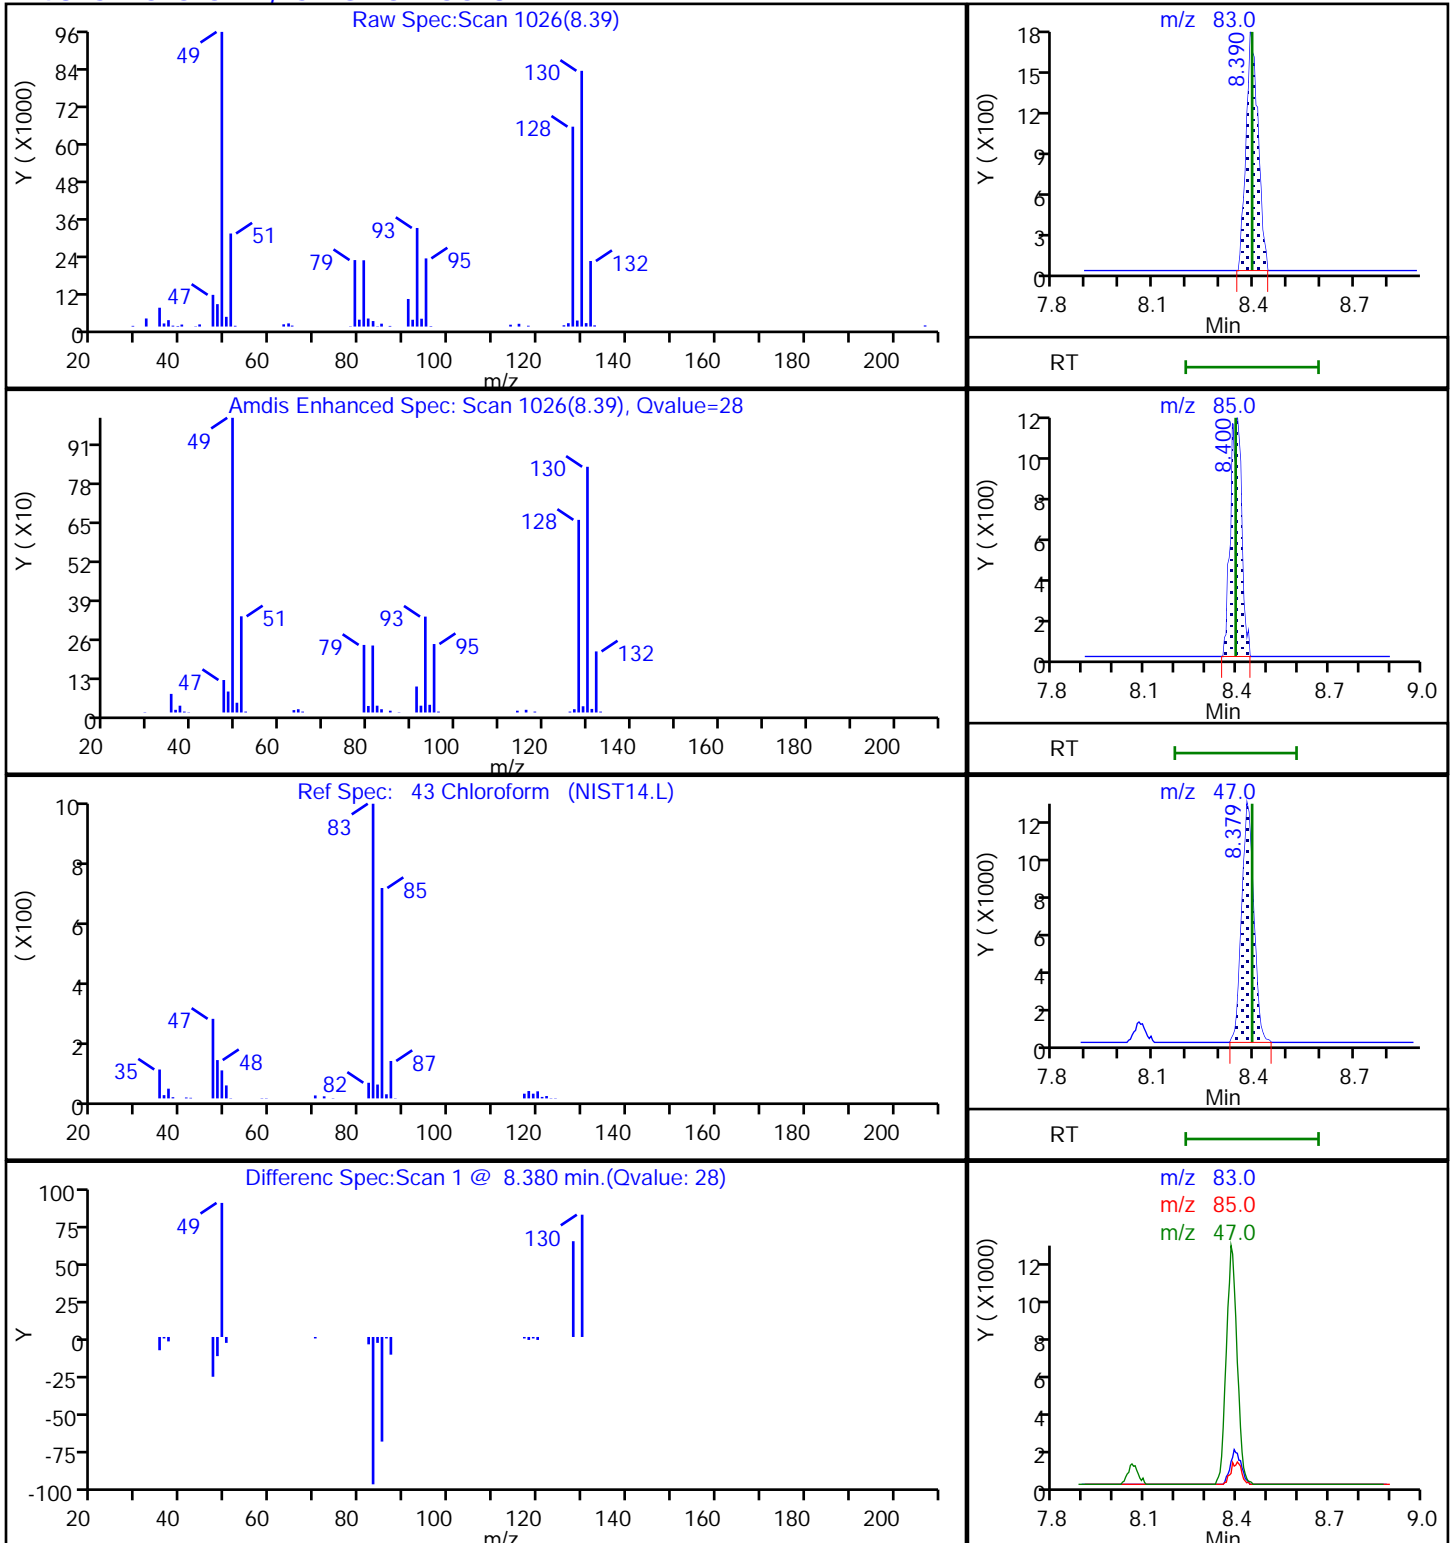 Raw Spec:Scan 1026(8.39)
Y ( X1000)
96
84
72
60
48
36
24
12
0
49
51
47
79
93
95
128
130
132
20 40 60 80 100 120 140 160 180 200
m/z
m/z 83.0
Y ( X100)
18
15
12
9
6
3
0
8.390
7.8 8.1 8.4 8.7
Min
RT
Amdis Enhanced Spec: Scan 1026(8.39), Qvalue=28
Y ( X10)
91
78
65
52
39
26
13
0
49
51
47
79
93
95
128
130
132
20 40 60 80 100 120 140 160 180 200
m/z
m/z 85.0
Y ( X100)
12
10
8
6
4
2
0
8.400
7.8 8.1 8.4 8.7 9.0
Min
RT
Ref Spec: 43 Chloroform (NIST14.L)
( X100)
10
8
6
4
2
0
83
85
47
48
35
82
87
20 40 60 80 100 120 140 160 180 200
m/z 47.0
Y ( X1000)
12
10
8
6
4
2
0
8.379
7.8 8.1 8.4 8.7
Min
RT
Differenc Spec:Scan 1 @ 8.380 min.(Qvalue: 28)
Y
100
75
50
25
0
-25
-50
-75
-100
49
130
20 40 60 80 100 120 140 160 180 200
m/z
m/z 83.0
m/z 85.0
m/z 47.0
Y ( X1000)
12
10
8
6
4
2
0
7.8 8.1 8.4 8.7 9.0
Min